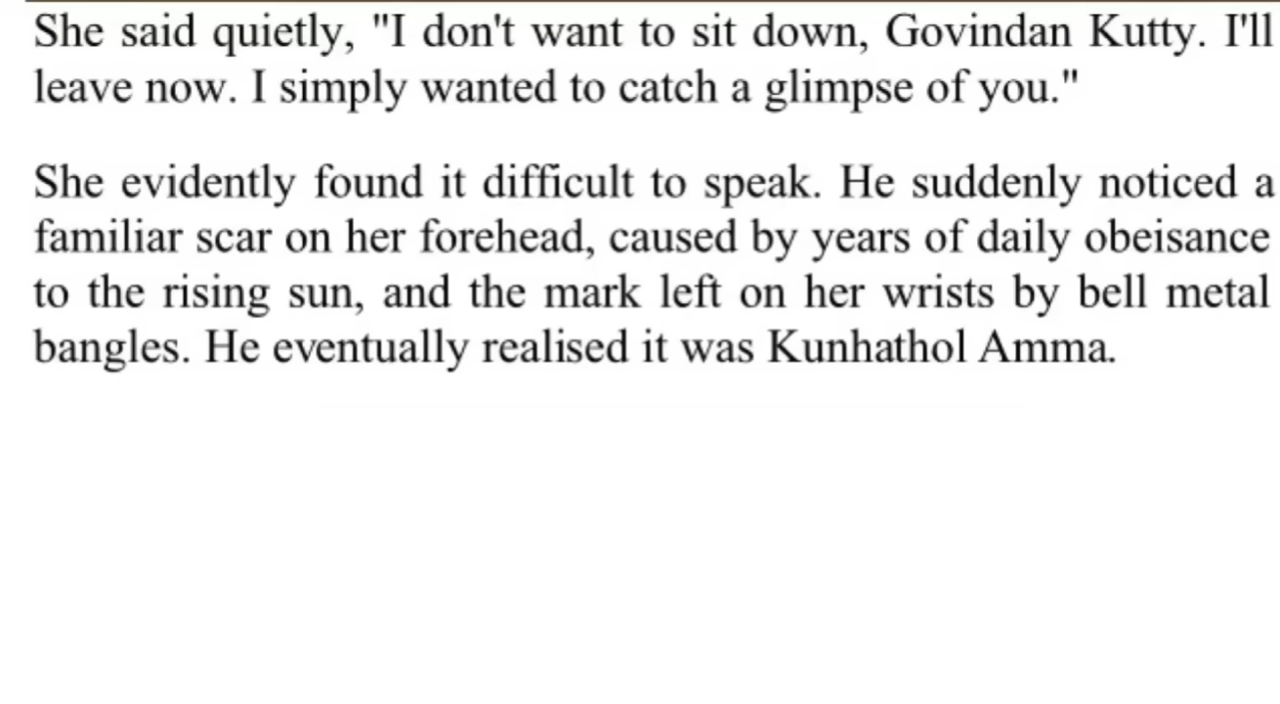 She said quietly, "I don't want to sit down, Govindan Kutty. I'll
leave now. I simply wanted to catch a glimpse of you."
She evidently found it difficult to speak. He suddenly noticed a
familiar scar on her forehead, caused by years of daily obeisance
to the rising sun, and the mark left on her wrists by bell metal
bangles. He eventually realised it was Kunhathol Amma.